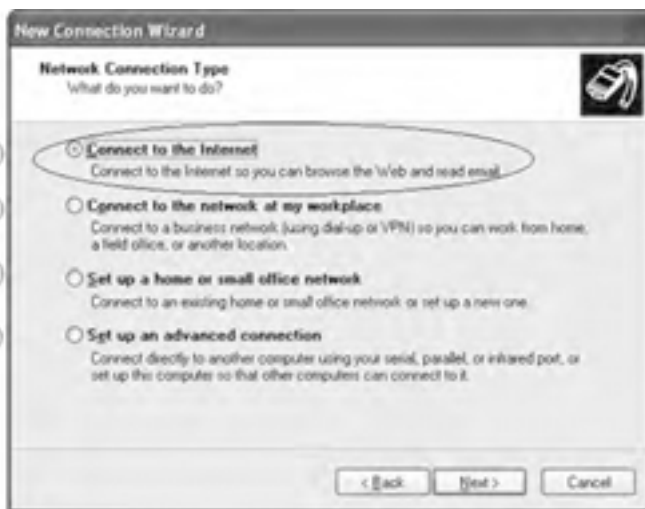 New Connection Wizard
Network Connection Type
What do you want to do?
Connect to the Internet
Connect to the Internet so you can browse the Web and read email.
Connect to the network at my workplace
Connect to a business network (using dial-up or VPN) so you can work from home,
a field office, or another location.
Set up a home or small office network
Connect to an existing home or small office network or set up a new one.
Set up an advanced connection
Connect directly to another computer using your serial, parallel, or infrared port, or
set up this computer so that other computers can connect to it.
< Back
Next >
Cancel